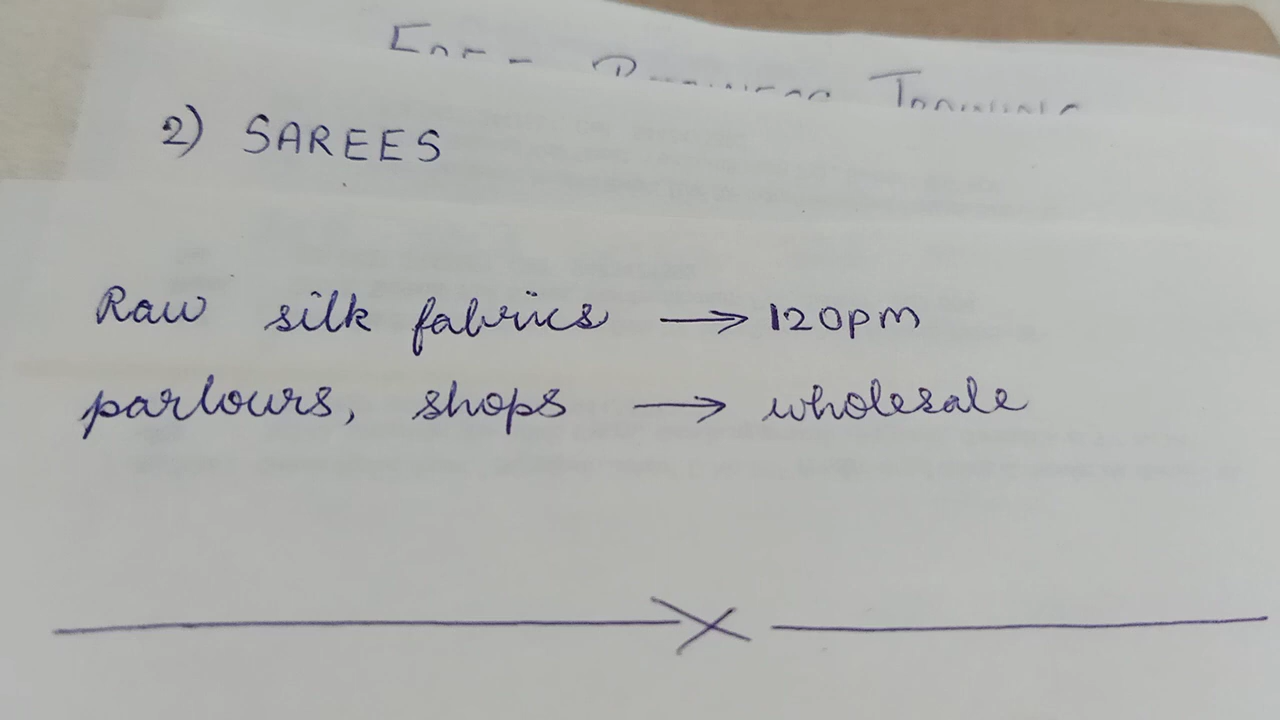 2) SAREES
Raw silk fabrics → 120pm
parlours, shops → wholesale